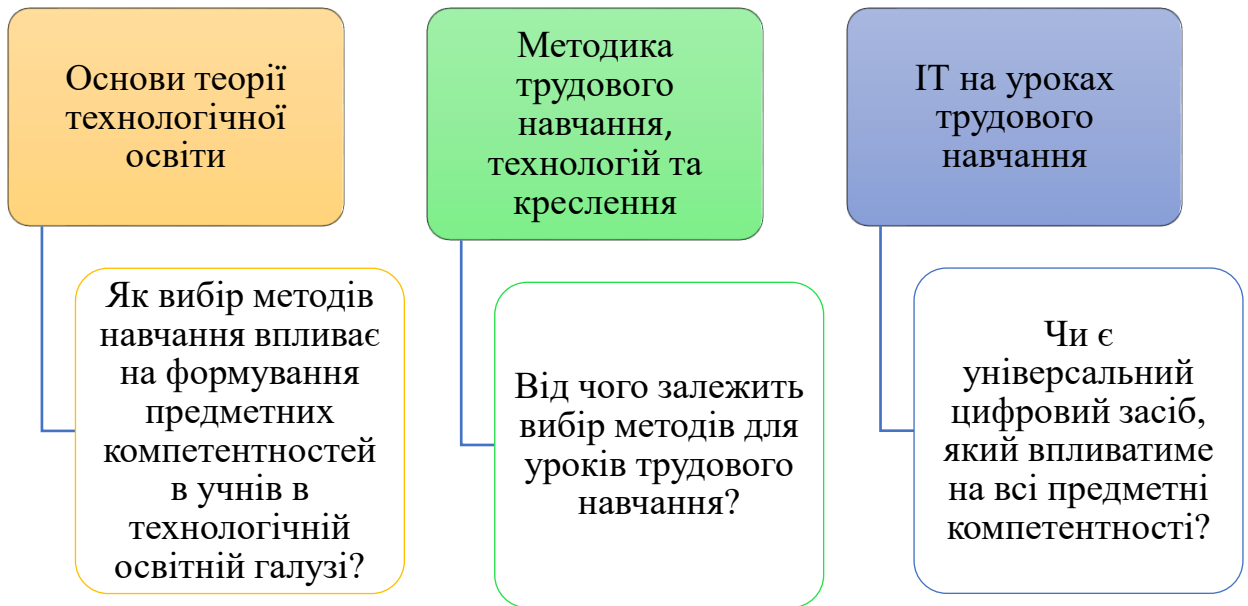 Основи теорії
технологічної
освіти
Як вибір методів
навчання впливає
на формування
предметних
компетентностей
в учнів в
технологічній
освітній галузі?
Методика
трудового
навчання,
технологій та
креслення
Від чого залежить
вибір методів для
уроків трудового
навчання?
ІТ на уроках
трудового
навчання
Чи є
універсальний
цифровий засіб,
який впливатиме
на всі предметні
компетентності?